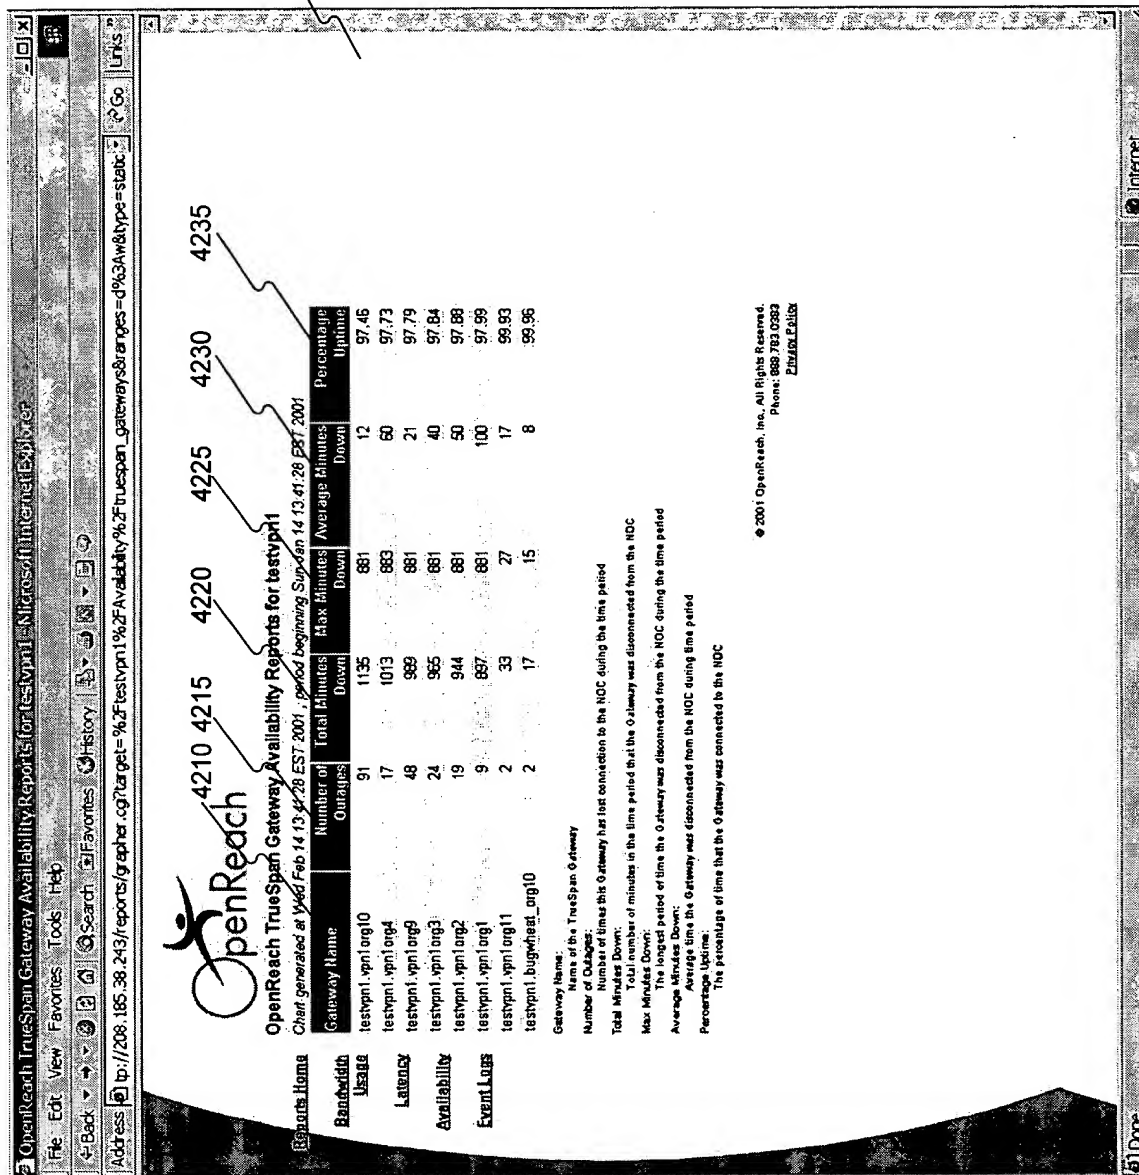 OpenReach TrueSpan Gateway Availability Reports for testvpn1 - Microsoft Internet Explorer
File Edit View Favorites Tools Help
Back Search Favorites History
Address tp://208.185.38.243/reports/grapher.cgi?target=%2Ftestvpn1%2FAvailability%2Ftruespan_gateways&ranges=d%3Aw&type=static Go Links »
4210 4215 4220 4225 4230 4235
OpenReach
Reports Home
Bandwidth
Usage
Latency
Availability
Event Logs
OpenReach TrueSpan Gateway Availability Reports for testvpn1
Chart generated at Wed Feb 14 13:41:28 EST 2001 , period beginning Sun Jan 14 13:41:28 EST 2001
Gateway Name Number of Outages Total Minutes Down Max Minutes Down Average Minutes Down Percentage Uptime
testvpn1.vpn1org10 91 1135 881 12 97.46
testvpn1.vpn1org4 17 1013 883 60 97.73
testvpn1.vpn1org9 48 989 881 21 97.79
testvpn1.vpn1org3 24 965 881 40 97.84
testvpn1.vpn1org2 19 944 881 50 97.88
testvpn1.vpn1org1 9 897 881 100 97.99
testvpn1.vpn1org11 2 33 27 17 99.93
testvpn1.bugwheat_org10 2 17 15 8 99.96
Gateway Name:
Name of the TrueSpan Gateway
Number of Outages:
Number of times this Gateway has lost connection to the NOC during the time period
Total Minutes Down:
Total number of minutes in the time period that the Gateway was disconnected from the NOC
Max Minutes Down:
The longest period of time the Gateway was disconnected from the NOC during the time period
Average Minutes Down:
Average time the Gateway was disconnected from the NOC during time period
Percentage Uptime:
The percentage of time that the Gateway was connected to the NOC
© 2001 OpenReach, Inc., All Rights Reserved.
Phone: 888.783.0383
Privacy Policy
Done Internet